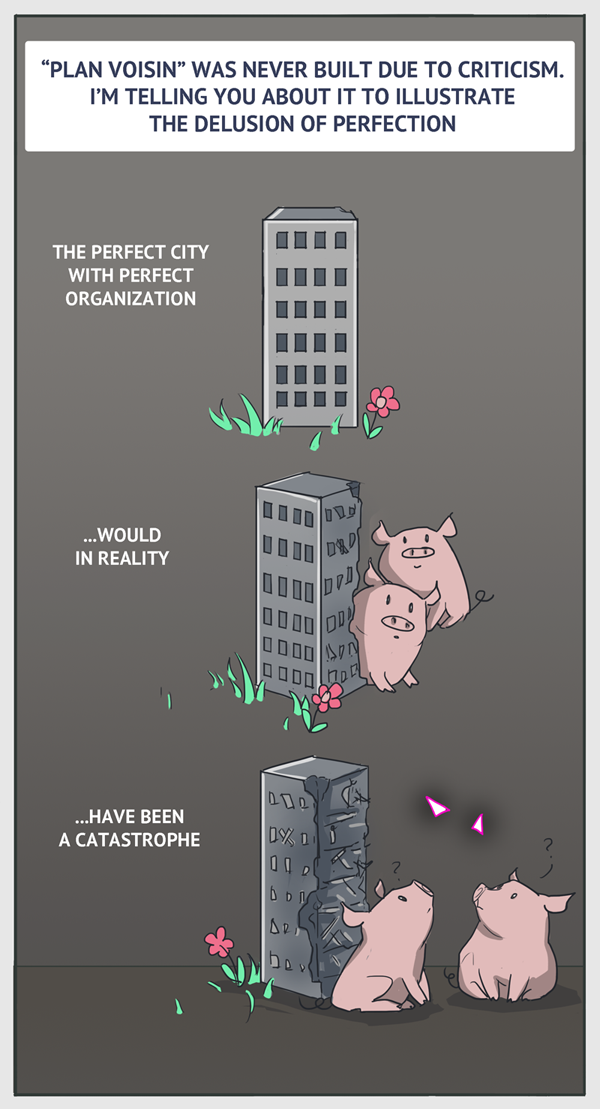 “PLAN VOISIN” WAS NEVER BUILT DUE TO CRITICISM.
I’M TELLING YOU ABOUT IT TO ILLUSTRATE
THE DELUSION OF PERFECTION
THE PERFECT CITY
WITH PERFECT
ORGANIZATION
...WOULD
IN REALITY
...HAVE BEEN
A CATASTROPHE
?
?